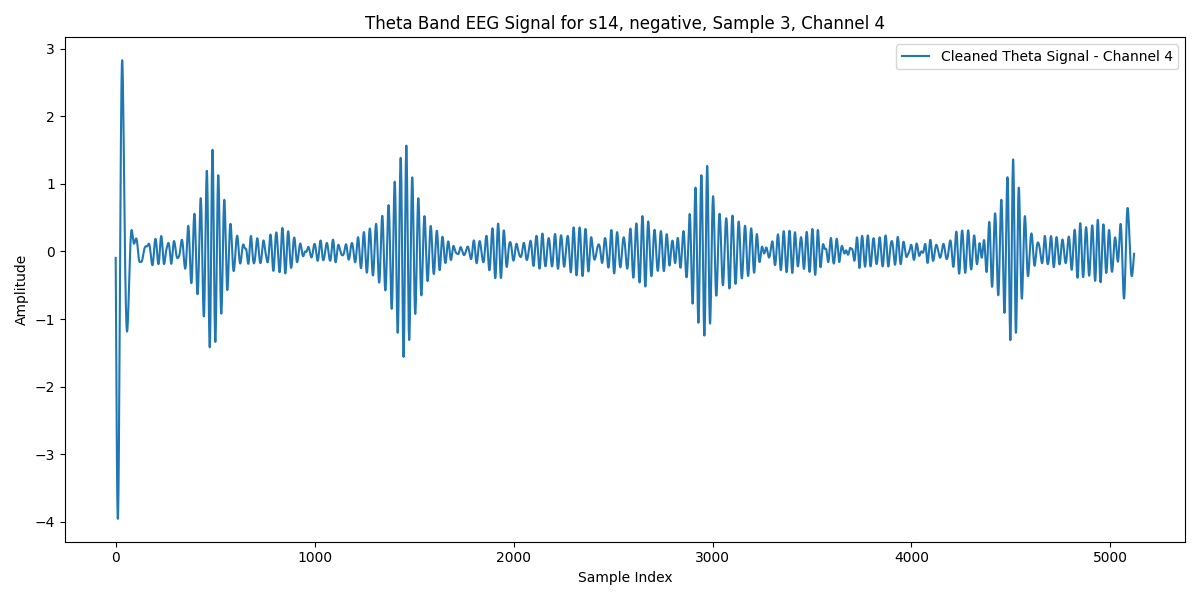 Theta Band EEG Signal for s14, negative, Sample 3, Channel 4
Cleaned Theta Signal - Channel 4
Amplitude
3
2
1
0
−1
−2
−3
−4
0 1000 2000 3000 4000 5000
Sample Index